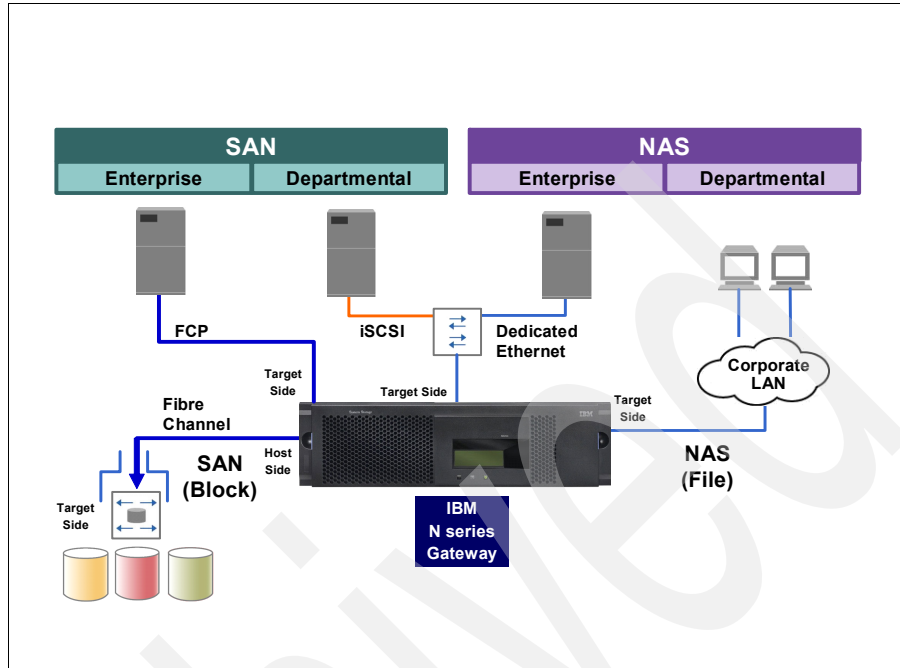 SAN
NAS
Enterprise
Departmental
Enterprise
Departmental
FCP
iSCSI
Dedicated
Ethernet
Corporate
LAN
Target
Side
Target Side
Target
Side
Fibre
Channel
Host
Side
SAN
(Block)
NAS
(File)
Target
Side
IBM
IBM
N series
Gateway